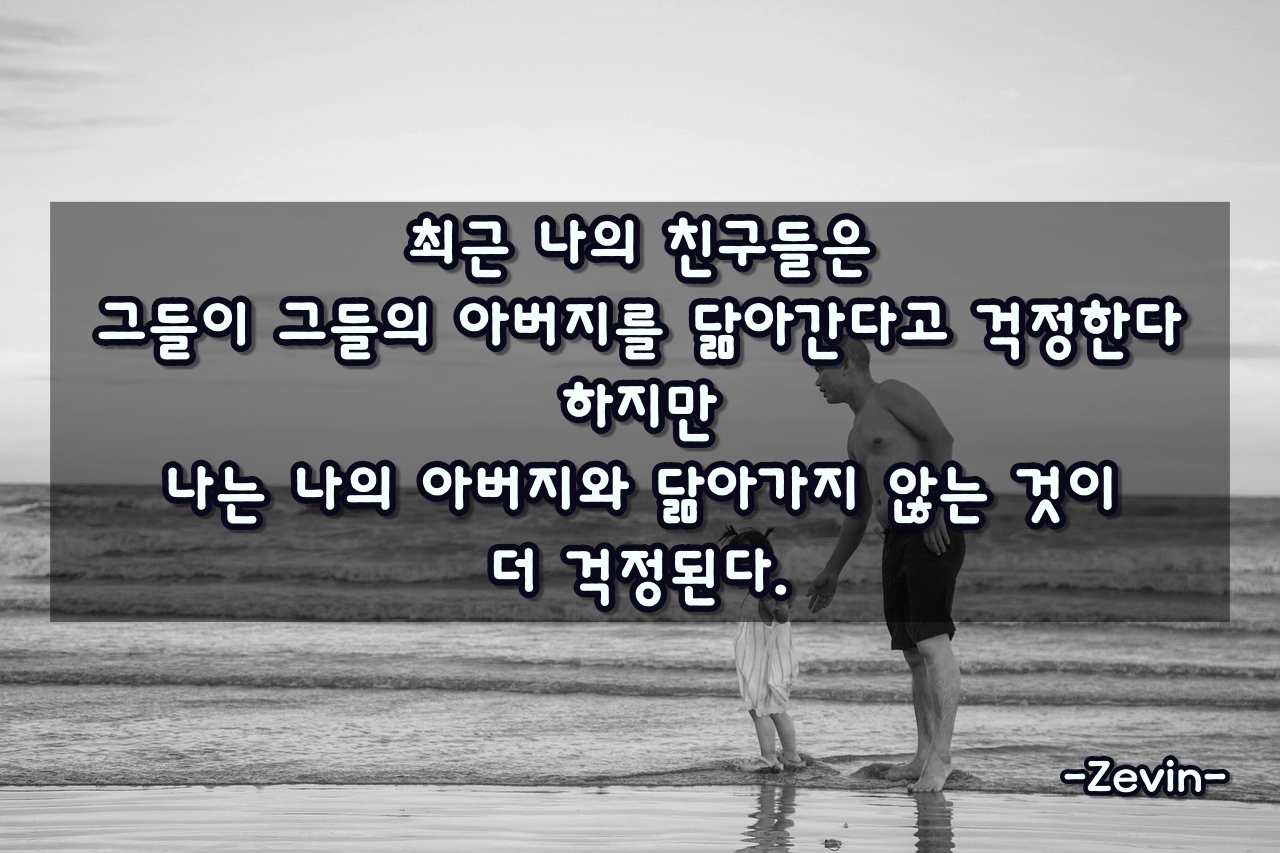 최근 나의 친구들은
그들이 그들의 아버지를 닮아간다고 걱정한다
하지만
나는 나의 아버지와 닮아가지 않는 것이
더 걱정된다.
-Zevin-